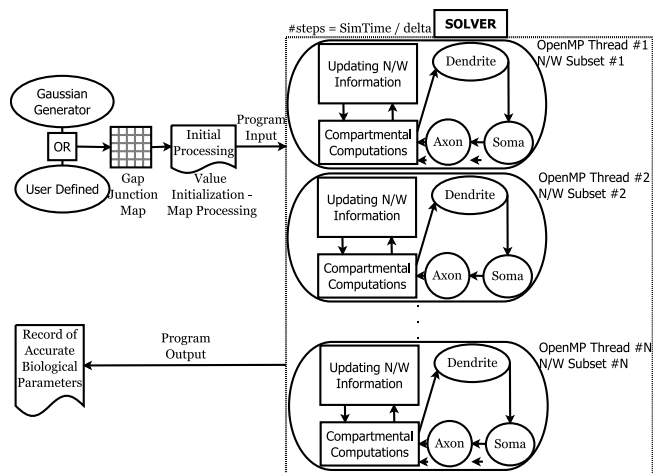 #steps = SimTime / delta
SOLVER
Gaussian
Generator
OR
User Defined
Gap
Junction
Map
Initial
Processing
Value
Initialization -
Map Processing
Program
Input
OpenMP Thread #1
N/W Subset #1
Updating N/W
Information
Dendrite
Compartmental
Computations
Axon
Soma
OpenMP Thread #2
N/W Subset #2
Updating N/W
Information
Dendrite
Compartmental
Computations
Axon
Soma
OpenMP Thread #N
N/W Subset #N
Updating N/W
Information
Dendrite
Compartmental
Computations
Axon
Soma
Program
Output
Record of
Accurate
Biological
Parameters